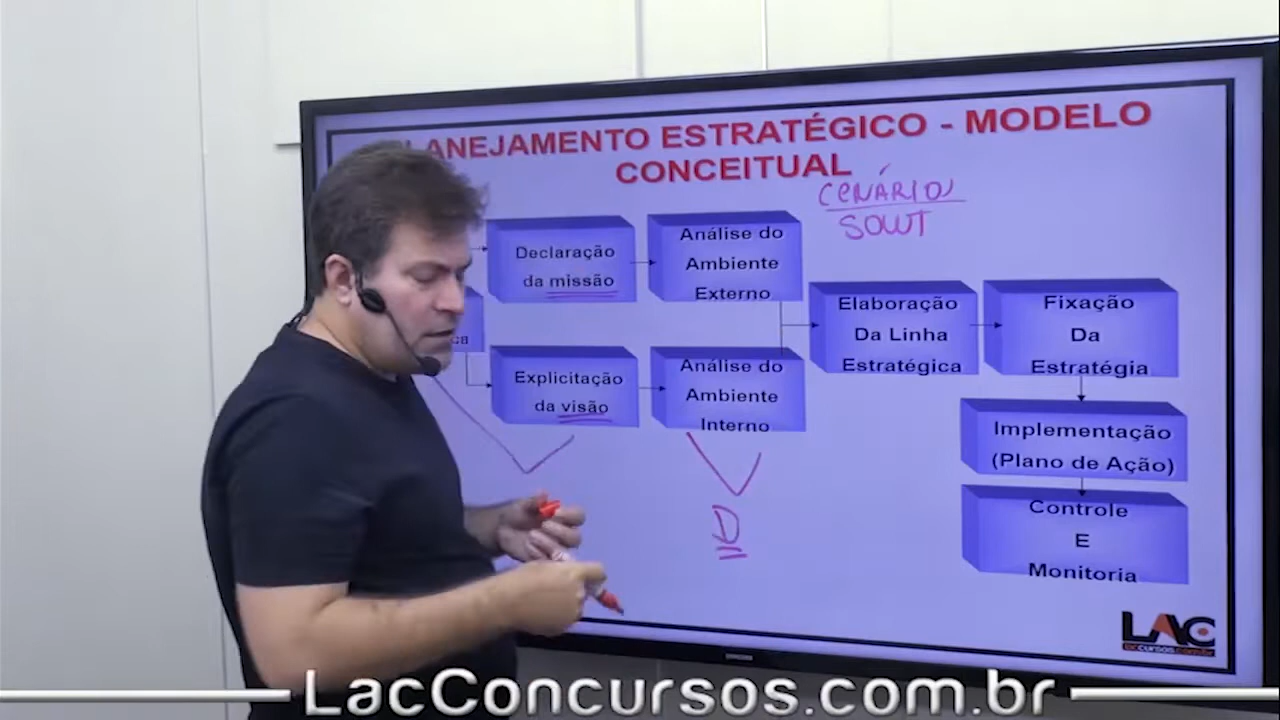 PLANEJAMENTO ESTRATÉGICO - MODELO
CONCEITUAL
CENÁRIOS
SOWT
Declaração
da missão
Análise do
Ambiente
Externo
Explicitação
da visão
Análise do
Ambiente
Interno
Elaboração
Da Linha
Estratégica
Fixação
Da
Estratégia
Implementação
(Plano de Ação)
Controle
E
Monitoria
D
LAC
LacConcursos.com.br